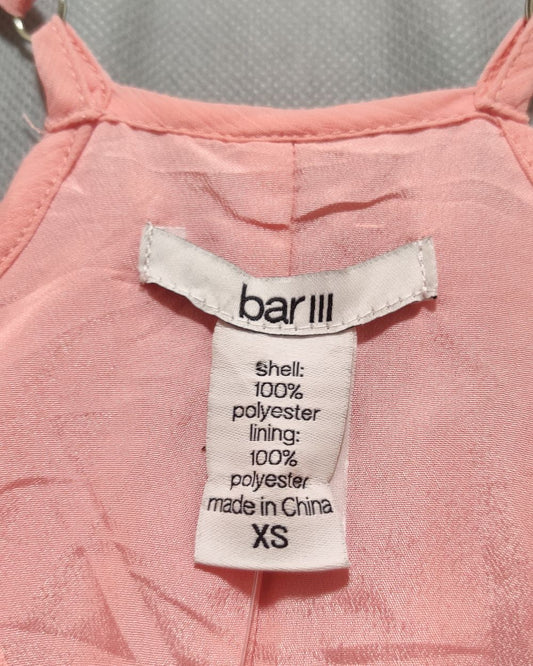 bar III
shell:
100%
polyester
lining:
100%
polyester
made in China
XS